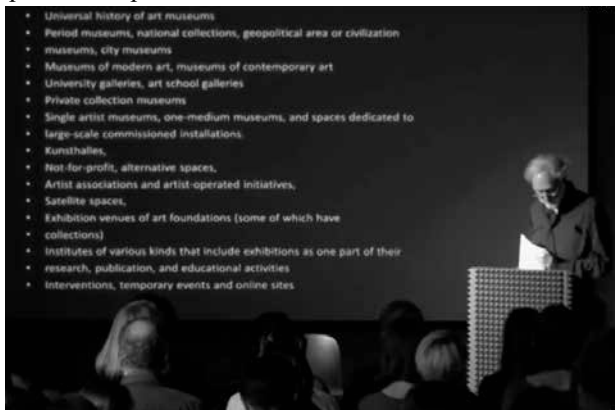 • Universal history of art museums
• Period museums, national collections, geopolitical area or civilization
• museums, city museums
• Museums of modern art, museums of contemporary art
• University galleries, art school galleries
• Private collection museums
• Single artist museums, one-medium museums, and spaces dedicated to
• large-scale commissioned installations.
• Kunsthalles,
• Not-for-profit, alternative spaces,
• Artist associations and artist-operated initiatives,
• Satellite spaces,
• Exhibition venues of art foundations (some of which have
• collections)
• Institutes of various kinds that include exhibitions as one part of their
• research, publication, and educational activities
• Interventions, temporary events and online sites